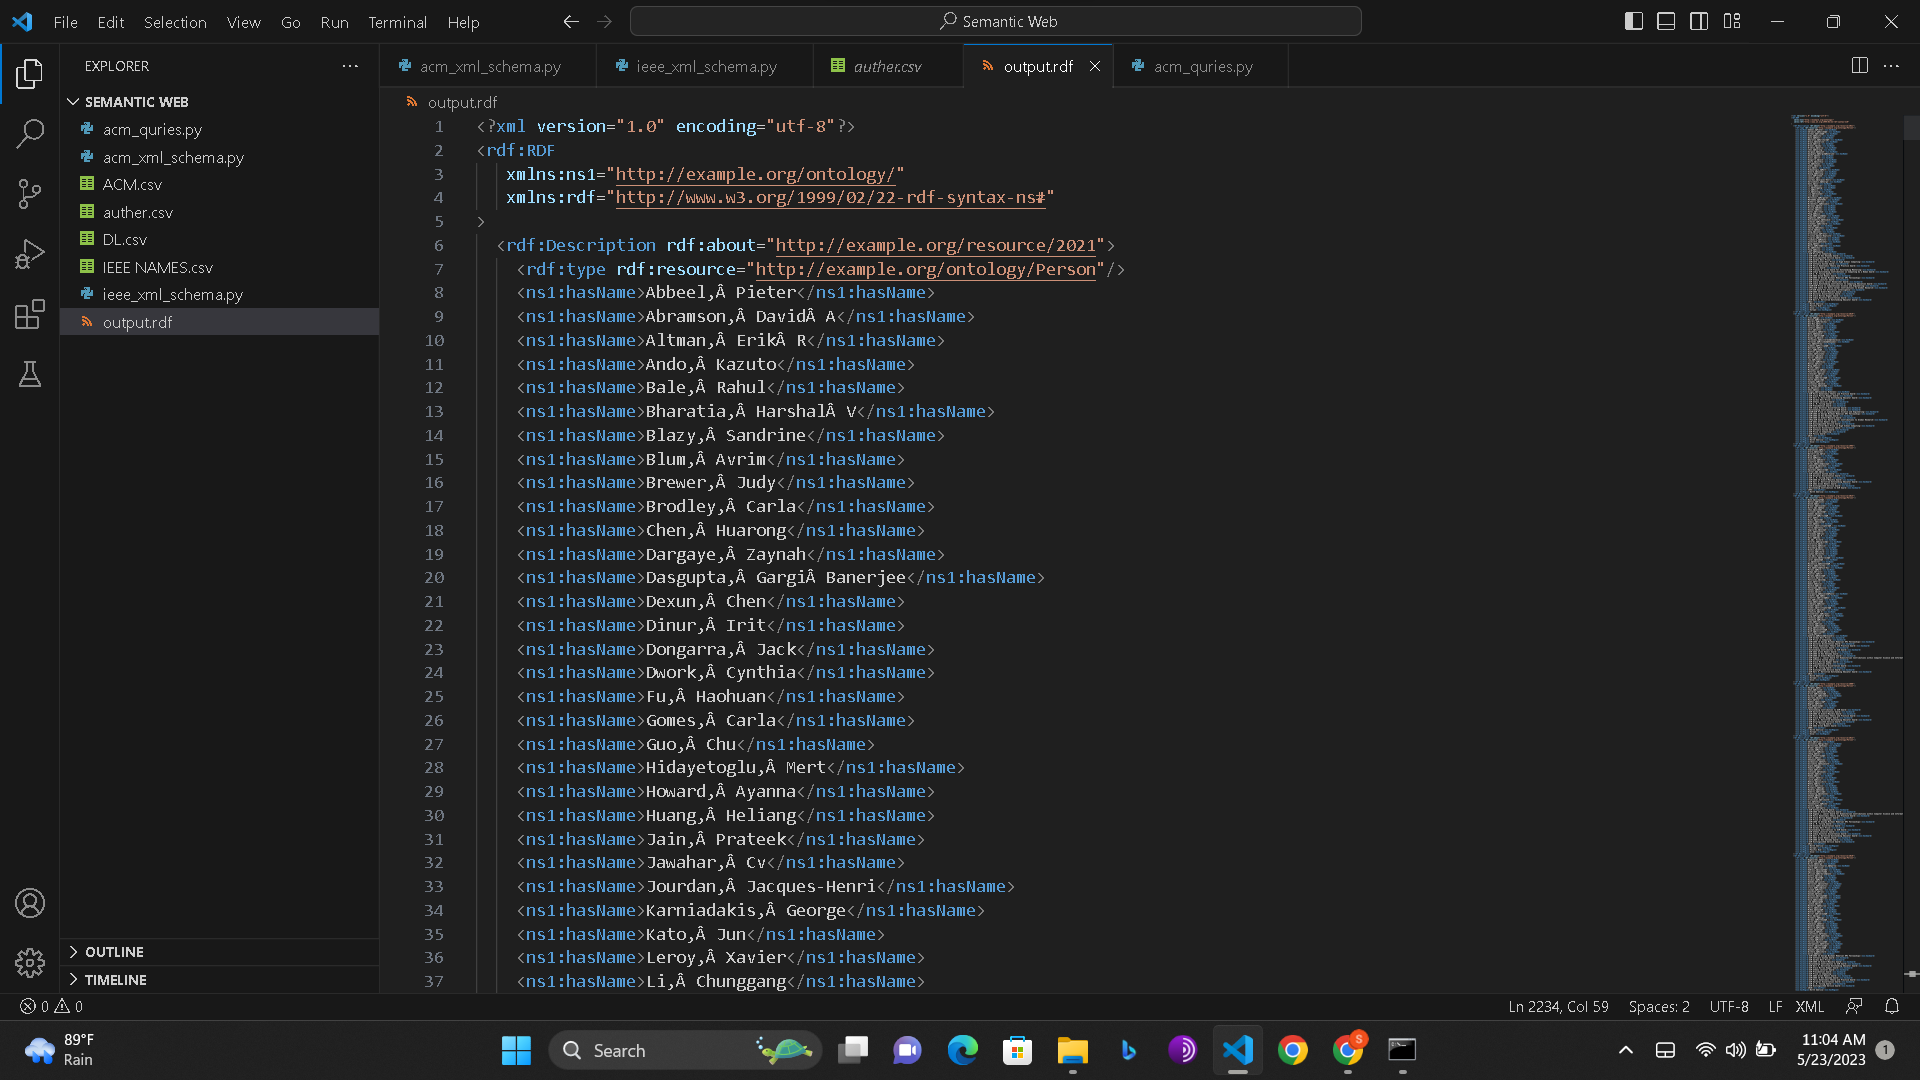 File Edit Selection View Go Run Terminal Help Semantic Web
EXPLORER
SEMANTIC WEB
acm_quries.py
acm_xml_schema.py
ACM.csv
auther.csv
DL.csv
IEEE NAMES.csv
ieee_xml_schema.py
output.rdf
OUTLINE
TIMELINE
acm_xml_schema.py ieee_xml_schema.py auther.csv output.rdf acm_quries.py
output.rdf
1 <?xml version="1.0" encoding="utf-8"?>
2 <rdf:RDF
3 xmlns:ns1="http://example.org/ontology/"
4 xmlns:rdf="http://www.w3.org/1999/02/22-rdf-syntax-ns#"
5 >
6 <rdf:Description rdf:about="http://example.org/resource/2021">
7 <rdf:type rdf:resource="http://example.org/ontology/Person"/>
8 <ns1:hasName>Abbeel,Â Pieter</ns1:hasName>
9 <ns1:hasName>Abramson,Â DavidÂ A</ns1:hasName>
10 <ns1:hasName>Altman,Â ErikÂ R</ns1:hasName>
11 <ns1:hasName>Ando,Â Kazuto</ns1:hasName>
12 <ns1:hasName>Bale,Â Rahul</ns1:hasName>
13 <ns1:hasName>Bharatia,Â HarshalÂ V</ns1:hasName>
14 <ns1:hasName>Blazy,Â Sandrine</ns1:hasName>
15 <ns1:hasName>Blum,Â Avrim</ns1:hasName>
16 <ns1:hasName>Brewer,Â Judy</ns1:hasName>
17 <ns1:hasName>Brodley,Â Carla</ns1:hasName>
18 <ns1:hasName>Chen,Â Huarong</ns1:hasName>
19 <ns1:hasName>Dargaye,Â Zaynah</ns1:hasName>
20 <ns1:hasName>Dasgupta,Â GargiÂ Banerjee</ns1:hasName>
21 <ns1:hasName>Dexun,Â Chen</ns1:hasName>
22 <ns1:hasName>Dinur,Â Irit</ns1:hasName>
23 <ns1:hasName>Dongarra,Â Jack</ns1:hasName>
24 <ns1:hasName>Dwork,Â Cynthia</ns1:hasName>
25 <ns1:hasName>Fu,Â Haohuan</ns1:hasName>
26 <ns1:hasName>Gomes,Â Carla</ns1:hasName>
27 <ns1:hasName>Guo,Â Chu</ns1:hasName>
28 <ns1:hasName>Hidayetoglu,Â Mert</ns1:hasName>
29 <ns1:hasName>Howard,Â Ayanna</ns1:hasName>
30 <ns1:hasName>Huang,Â Heliang</ns1:hasName>
31 <ns1:hasName>Jain,Â Prateek</ns1:hasName>
32 <ns1:hasName>Jawahar,Â Cv</ns1:hasName>
33 <ns1:hasName>Jourdan,Â Jacques-Henri</ns1:hasName>
34 <ns1:hasName>Karniadakis,Â George</ns1:hasName>
35 <ns1:hasName>Kato,Â Jun</ns1:hasName>
36 <ns1:hasName>Leroy,Â Xavier</ns1:hasName>
37 <ns1:hasName>Li,Â Chunggang</ns1:hasName>
0 0 Ln 2234, Col 59 Spaces: 2 UTF-8 LF XML
89°F
Rain
Search
S
11:04 AM
5/23/2023
1